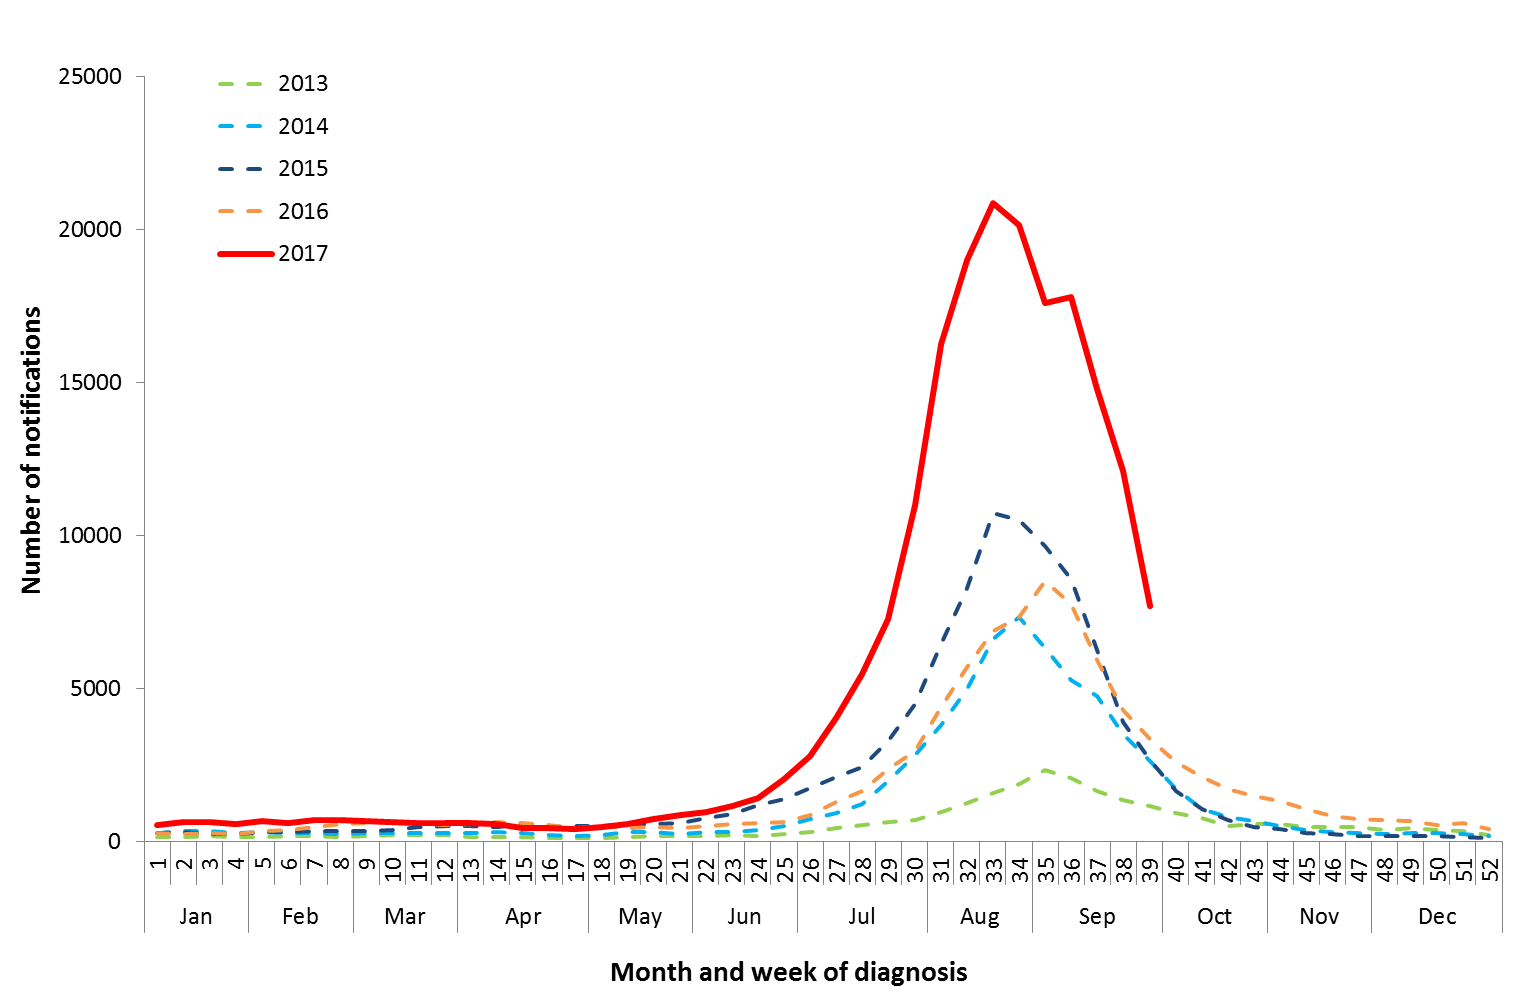 25000
20000
15000
10000
5000
0
2013
2014
2015
2016
2017
Number of notifications
1 2 3 4 5 6 7 8 9 10 11 12 13 14 15 16 17 18 19 20 21 22 23 24 25 26 27 28 29 30 31 32 33 34 35 36 37 38 39 40 41 42 43 44 45 46 47 48 49 50 51 52
Jan Feb Mar Apr May Jun Jul Aug Sep Oct Nov Dec
Month and week of diagnosis